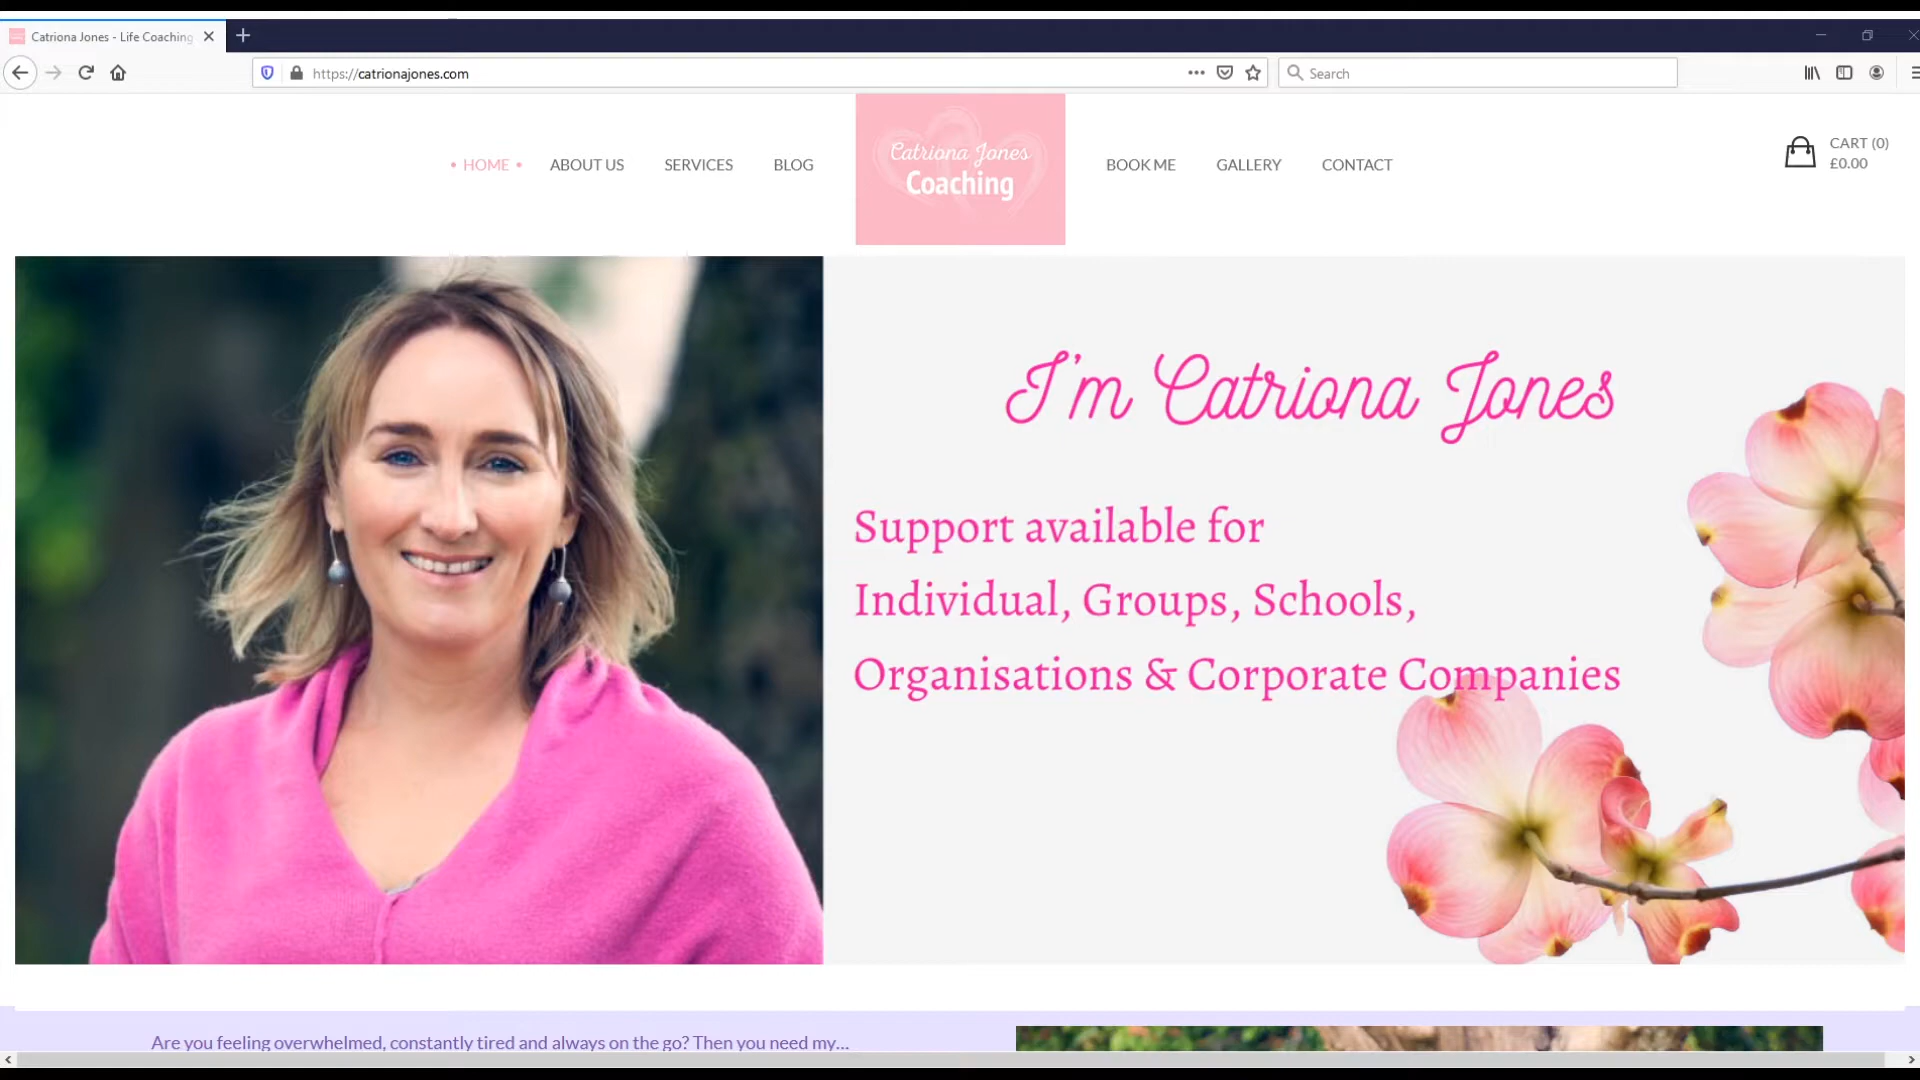 Catriona Jones - Life Coaching
https://catrionajones.com
Search
HOME
ABOUT US
SERVICES
BLOG
Catriona Jones
Coaching
BOOK ME
GALLERY
CONTACT
CART (0)
£0.00
I'm Catriona Jones
Support available for
Individual, Groups, Schools,
Organisations & Corporate Companies
Are you feeling overwhelmed, constantly tired and always on the go? Then you need my...